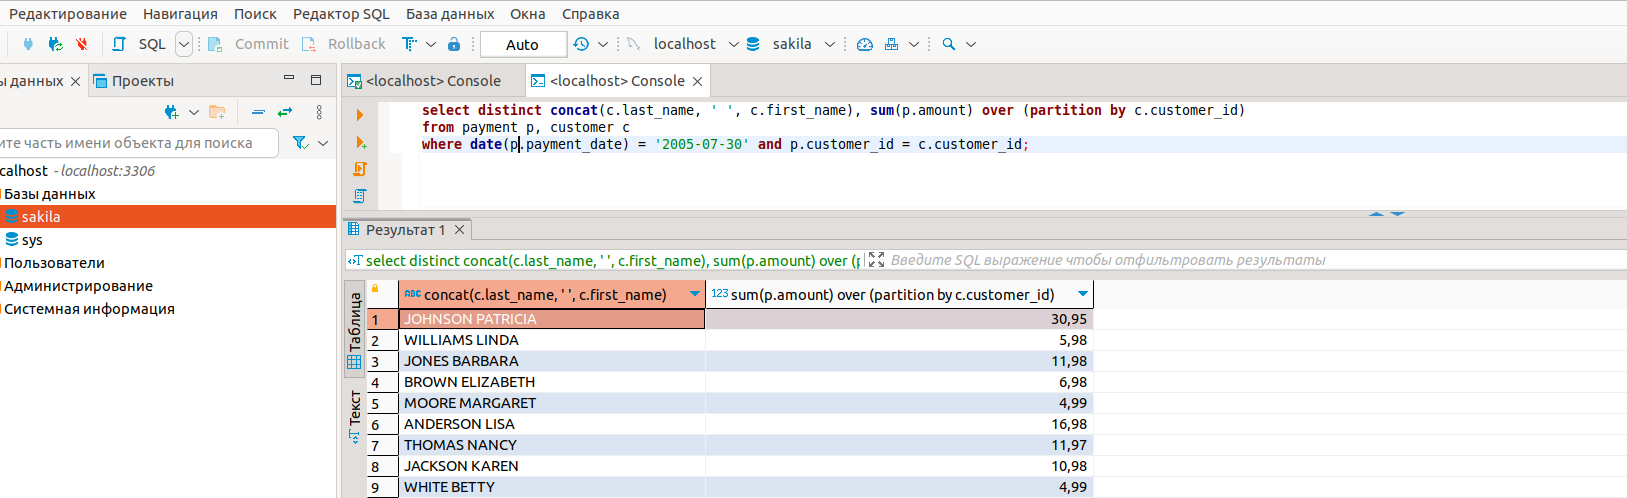 Редактирование Навигация Поиск Редактор SQL База данных Окна Справка
SQL Commit Rollback T Auto localhost sakila
ы данных Проекты <localhost> Console <localhost> Console
ите часть имени объекта для поиска
calhost - localhost:3306
Базы данных
sakila
sys
Пользователи
Администрирование
Системная информация
select distinct concat(c.last_name, ' ', c.first_name), sum(p.amount) over (partition by c.customer_id)
from payment p, customer c
where date(p.payment_date) = '2005-07-30' and p.customer_id = c.customer_id;
Результат 1
select distinct concat(c.last_name, ' ', c.first_name), sum(p.amount) over (p Введите SQL выражение чтобы отфильтровать результаты
Таблица
Текст
ABC concat(c.last_name, ' ', c.first_name) 123 sum(p.amount) over (partition by c.customer_id)
1 JOHNSON PATRICIA 30,95
2 WILLIAMS LINDA 5,98
3 JONES BARBARA 11,98
4 BROWN ELIZABETH 6,98
5 MOORE MARGARET 4,99
6 ANDERSON LISA 16,98
7 THOMAS NANCY 11,97
8 JACKSON KAREN 10,98
9 WHITE BETTY 4,99